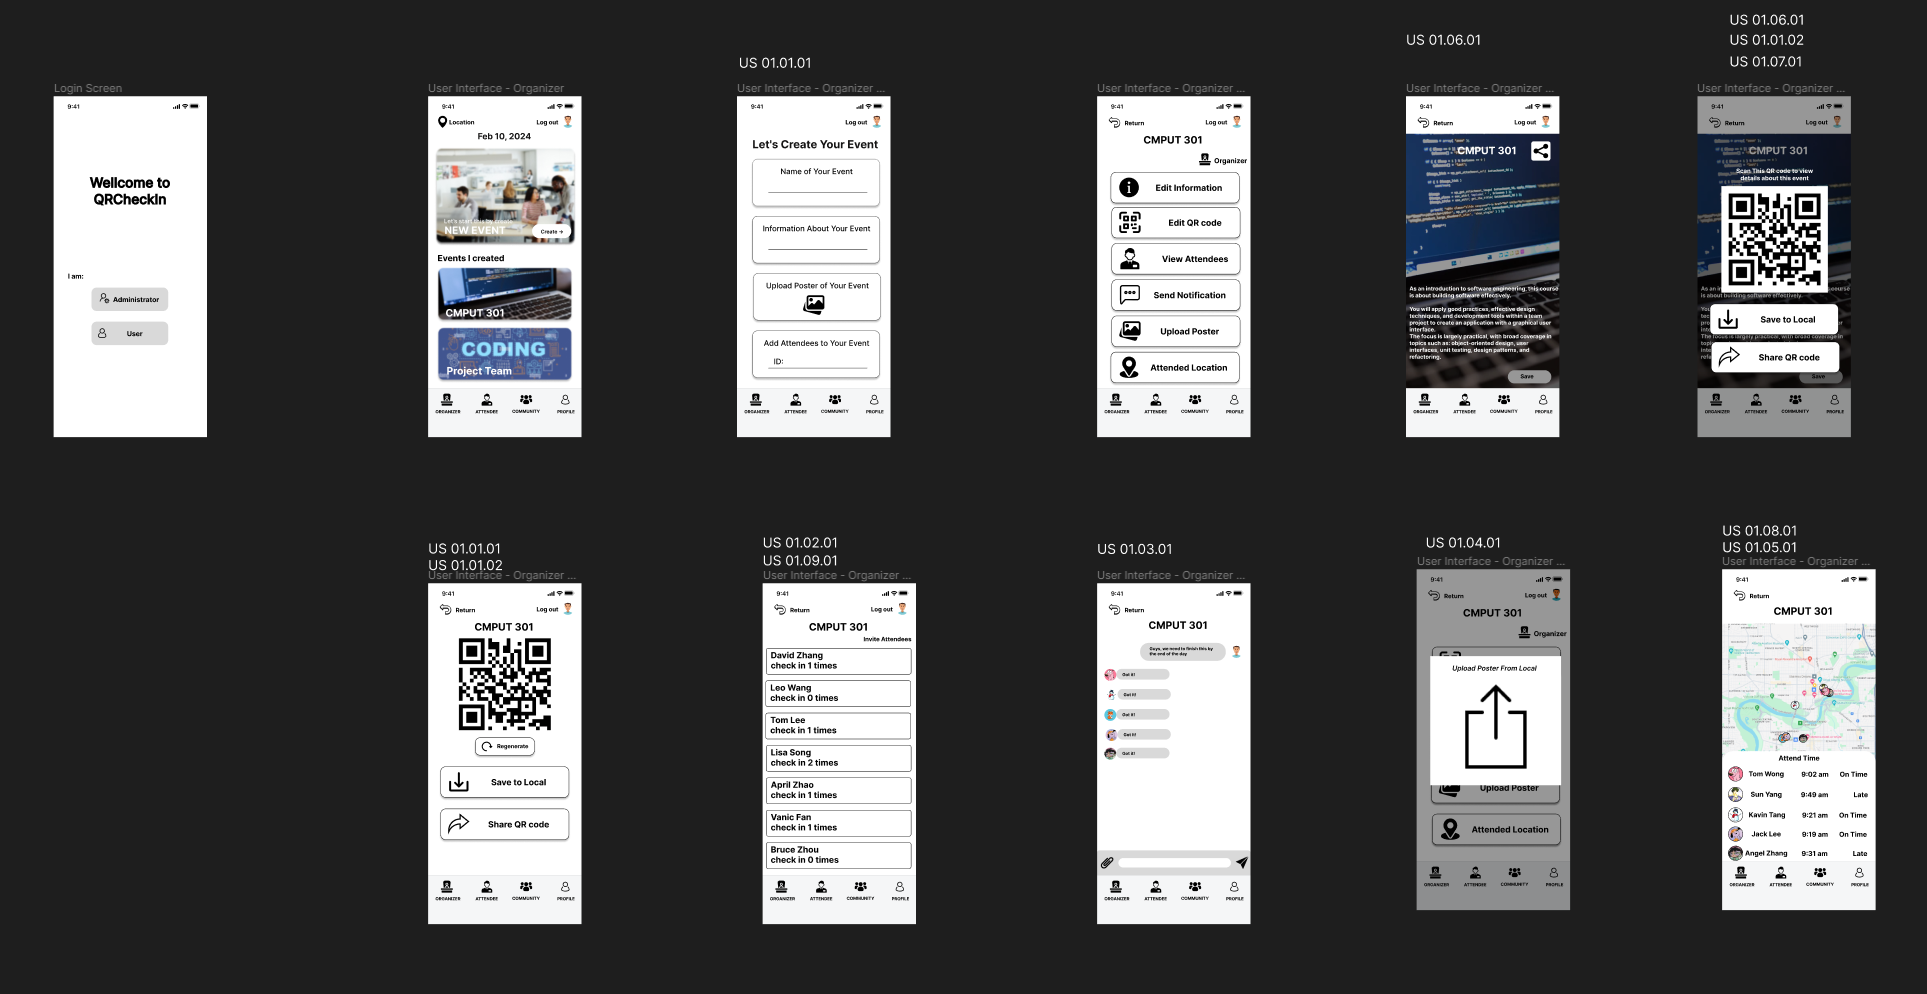 US 01.06.01
US 01.06.01
US 01.01.02
US 01.07.01
US 01.01.01
Login Screen
9:41
Wellcome to
QRCheckIn
I am:
Administrator
User
User Interface - Organizer
9:41
Location
Log out
Feb 10, 2024
Let's start this by create
NEW EVENT
Create →
Events I created
CMPUT 301
CODING
Project Team
ORGANIZER
ATTENDEE
COMMUNITY
PROFILE
User Interface - Organizer ...
9:41
Log out
Let's Create Your Event
Name of Your Event
Information About Your Event
Upload Poster of Your Event
Add Attendees to Your Event
ID:
ORGANIZER
ATTENDEE
COMMUNITY
PROFILE
User Interface - Organizer ...
9:41
Return
Log out
CMPUT 301
Organizer
Edit Information
Edit QR code
View Attendees
Send Notification
Upload Poster
Attended Location
ORGANIZER
ATTENDEE
COMMUNITY
PROFILE
User Interface - Organizer ...
9:41
Return
Log out
CMPUT 301
As an introduction to software engineering, this course
is about building software effectively.
You will apply good practices, effective design
techniques, and development tools within a team
project to create an application with a graphical user
interface.
The focus is largely practical, with broad coverage in
topics such as: object-oriented design, user
interfaces, unit testing, design patterns, and
refactoring.
Save
ORGANIZER
ATTENDEE
COMMUNITY
PROFILE
User Interface - Organizer ...
9:41
Return
Log out
CMPUT 301
Scan This QR code to view
details about this event
As an in
course
is about building software effectively.
Save to Local
The focus is largely practical, with broad coverage in
Share QR code
Save
ORGANIZER
ATTENDEE
COMMUNITY
PROFILE
US 01.01.01
US 01.01.02
User Interface - Organizer ...
9:41
Return
Log out
CMPUT 301
Regenerate
Save to Local
Share QR code
ORGANIZER
ATTENDEE
COMMUNITY
PROFILE
US 01.02.01
US 01.09.01
User Interface - Organizer ...
9:41
Return
Log out
CMPUT 301
Invite Attendees
David Zhang
check in 1 times
Leo Wang
check in 0 times
Tom Lee
check in 1 times
Lisa Song
check in 2 times
April Zhao
check in 1 times
Vanic Fan
check in 1 times
Bruce Zhou
check in 0 times
ORGANIZER
ATTENDEE
COMMUNITY
PROFILE
US 01.03.01
User Interface - Organizer ...
9:41
Return
CMPUT 301
Guys, we need to finish this by
the end of the day
Got it!
Got it!
Got it!
Got it!
Got it!
ORGANIZER
ATTENDEE
COMMUNITY
PROFILE
US 01.04.01
User Interface - Organizer ...
9:41
Return
Log out
CMPUT 301
Organizer
Upload Poster From Local
Upload Poster
Attended Location
ORGANIZER
ATTENDEE
COMMUNITY
PROFILE
US 01.08.01
US 01.05.01
User Interface - Organizer ...
9:41
Return
CMPUT 301
Attend Time
Tom Wong 9:02 am On Time
Sun Yang 9:49 am Late
Kavin Tang 9:21 am On Time
Jack Lee 9:19 am On Time
Angel Zhang 9:31 am Late
ORGANIZER
ATTENDEE
COMMUNITY
PROFILE